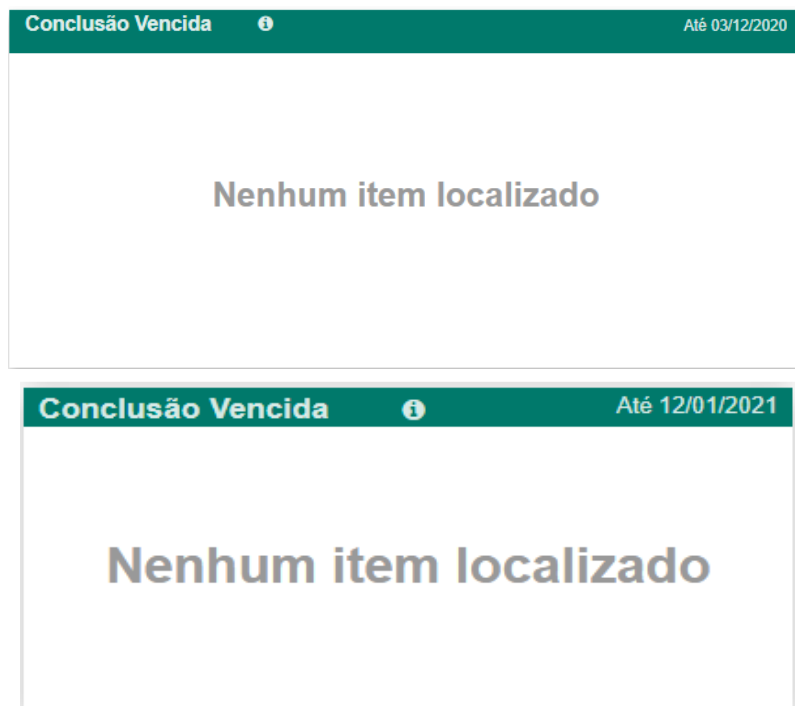 Conclusão Vencida Até 03/12/2020
Nenhum item localizado
Conclusão Vencida Até 12/01/2021
Nenhum item localizado